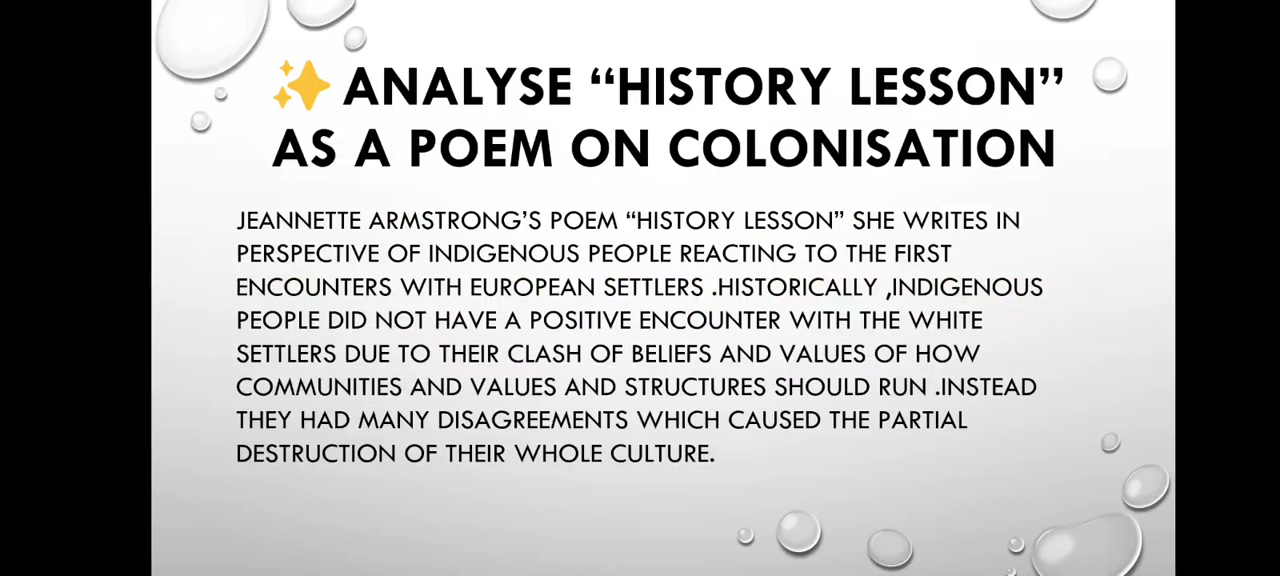 ✨ ANALYSE “HISTORY LESSON”
AS A POEM ON COLONISATION
JEANNETTE ARMSTRONG’S POEM “HISTORY LESSON” SHE WRITES IN
PERSPECTIVE OF INDIGENOUS PEOPLE REACTING TO THE FIRST
ENCOUNTERS WITH EUROPEAN SETTLERS .HISTORICALLY ,INDIGENOUS
PEOPLE DID NOT HAVE A POSITIVE ENCOUNTER WITH THE WHITE
SETTLERS DUE TO THEIR CLASH OF BELIEFS AND VALUES OF HOW
COMMUNITIES AND VALUES AND STRUCTURES SHOULD RUN .INSTEAD
THEY HAD MANY DISAGREEMENTS WHICH CAUSED THE PARTIAL
DESTRUCTION OF THEIR WHOLE CULTURE.